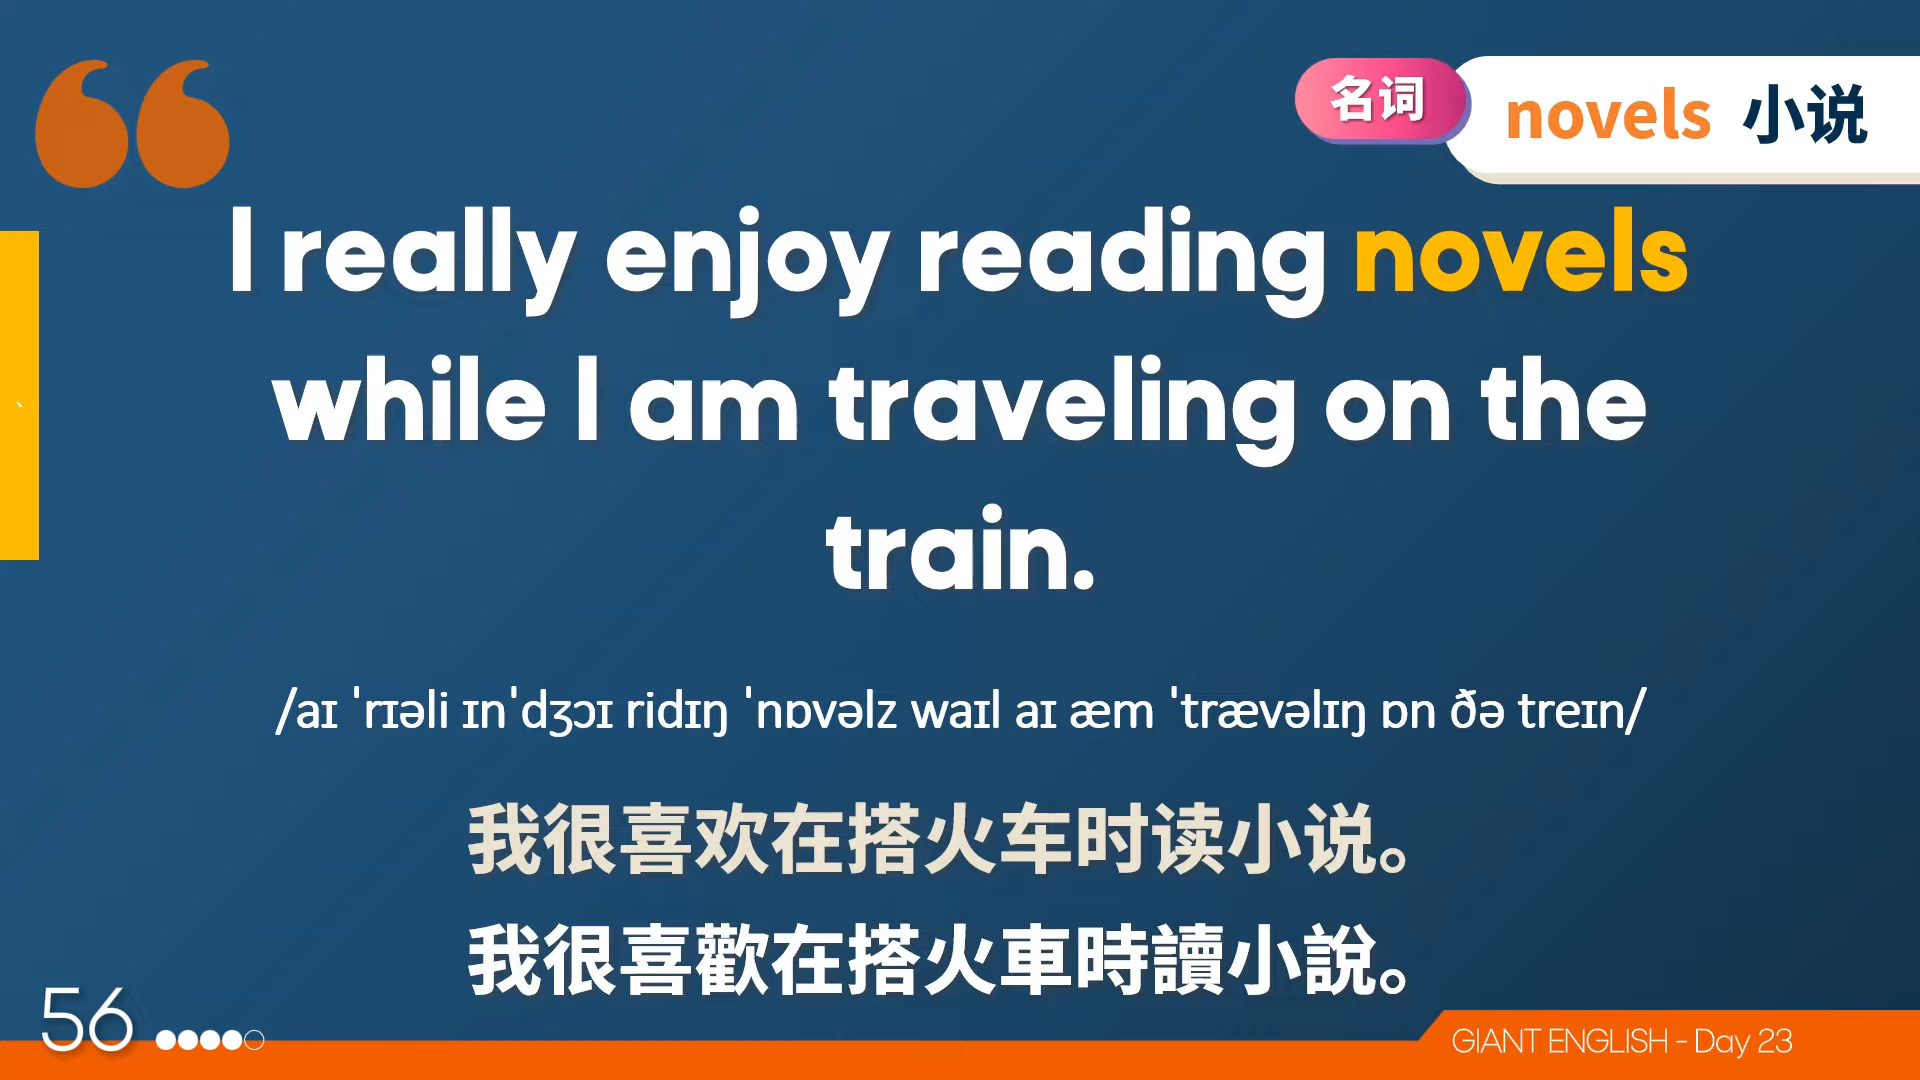 名词
novels 小说
I really enjoy reading novels
while I am traveling on the
train.
/aɪ ˈrɪəli ɪnˈdʒɔɪ ridɪŋ ˈnɒvəlz waɪl aɪ æm ˈtrævəlɪŋ ɒn ðə treɪn/
我很喜欢在搭火车时读小说。
我很喜歡在搭火車時讀小說。
56
GIANT ENGLISH - Day 23